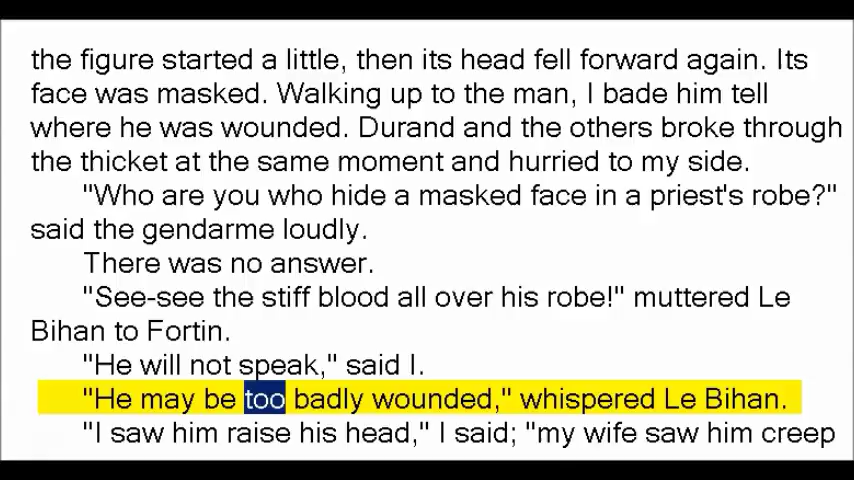 the figure started a little, then its head fell forward again. Its
face was masked. Walking up to the man, I bade him tell
where he was wounded. Durand and the others broke through
the thicket at the same moment and hurried to my side.
"Who are you who hide a masked face in a priest's robe?"
said the gendarme loudly.
There was no answer.
"See-see the stiff blood all over his robe!" muttered Le
Bihan to Fortin.
"He will not speak," said I.
"He may be too badly wounded," whispered Le Bihan.
"I saw him raise his head," I said; "my wife saw him creep